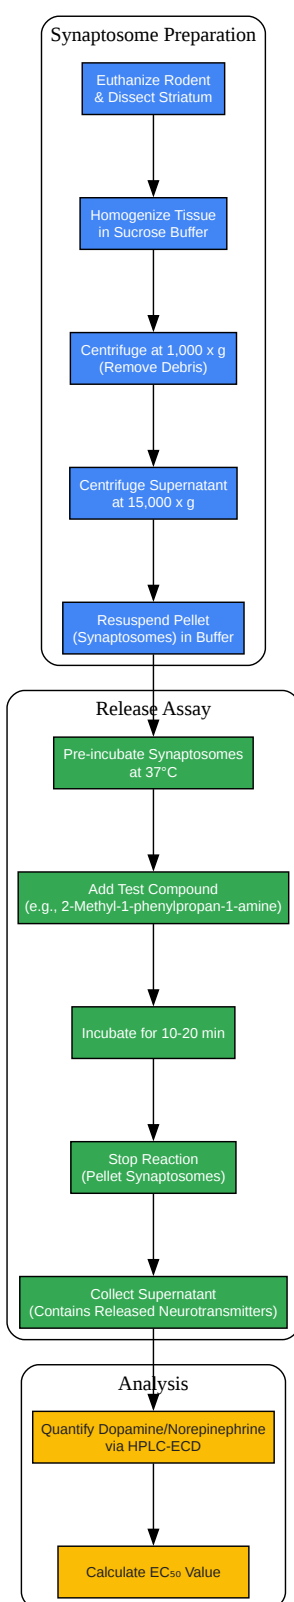 Synaptosome Preparation
Euthanize Rodent
& Dissect Striatum
Homogenize Tissue
in Sucrose Buffer
Centrifuge at 1,000 x g
(Remove Debris)
Centrifuge Supernatant
at 15,000 x g
Resuspend Pellet
(Synaptosomes) in Buffer
Release Assay
Pre-incubate Synaptosomes
at 37°C
Add Test Compound
(e.g., 2-Methyl-1-phenylpropan-1-amine)
Incubate for 10-20 min
Stop Reaction
(Pellet Synaptosomes)
Collect Supernatant
(Contains Released Neurotransmitters)
Analysis
Quantify Dopamine/Norepinephrine
via HPLC-ECD
Calculate EC₅₀ Value